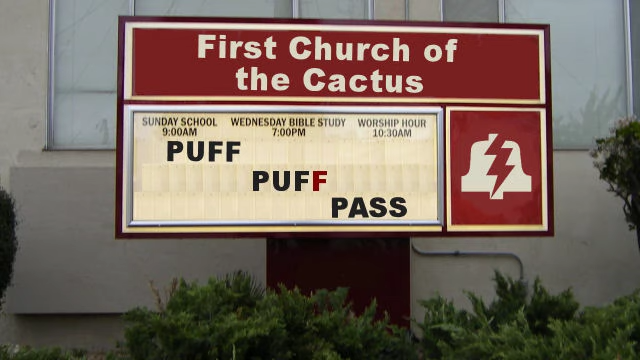 First Church of
the Cactus
SUNDAY SCHOOL WEDNESDAY BIBLE STUDY WORSHIP HOUR
9:00AM 7:00PM 10:30AM
PUFF
PUFF
PASS